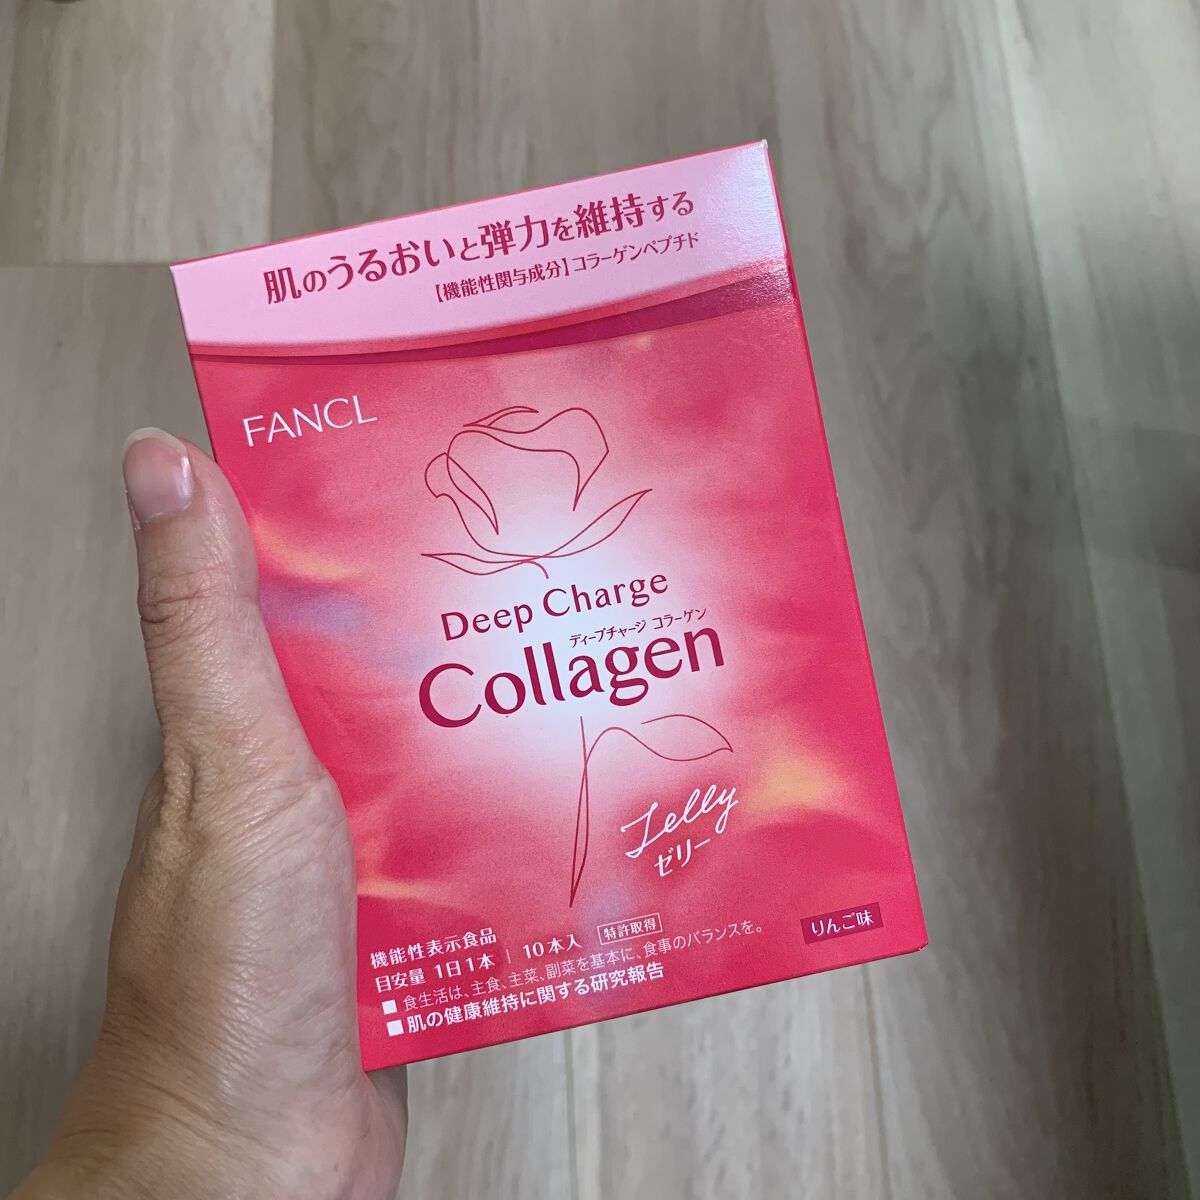 肌のうるおいと弾力を維持する
【機能性関与成分】コラーゲンペプチド
FANCL
Deep Charge
ディープチャージ コラーゲン
Collagen
Jelly
ゼリー
機能性表示食品
目安量 1日1本 | 10本入 特許取得
■ 食生活は、主食、主菜、副菜を基本に、食事のバランスを。
■ 肌の健康維持に関する研究報告
りんご味